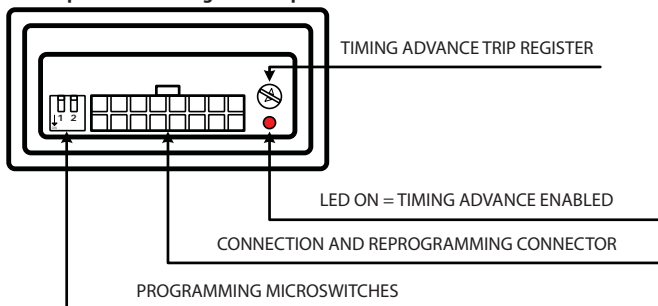 TIMING ADVANCE TRIP REGISTER
1 2
LED ON = TIMING ADVANCE ENABLED
CONNECTION AND REPROGRAMMING CONNECTOR
PROGRAMMING MICROSWITCHES